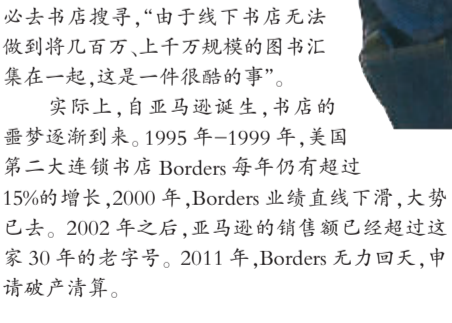 必去书店搜寻,“由于线下书店无法
做到将几百万、上千万规模的图书汇
集在一起,这是一件很酷的事”。
实际上,自亚马逊诞生,书店的
噩梦逐渐到来。1995 年–1999 年,美国
第二大连锁书店 Borders 每年仍有超过
15%的增长,2000 年,Borders 业绩直线下滑,大势
已去。2002 年之后,亚马逊的销售额已经超过这
家 30 年的老字号。2011 年,Borders 无力回天,申
请破产清算。